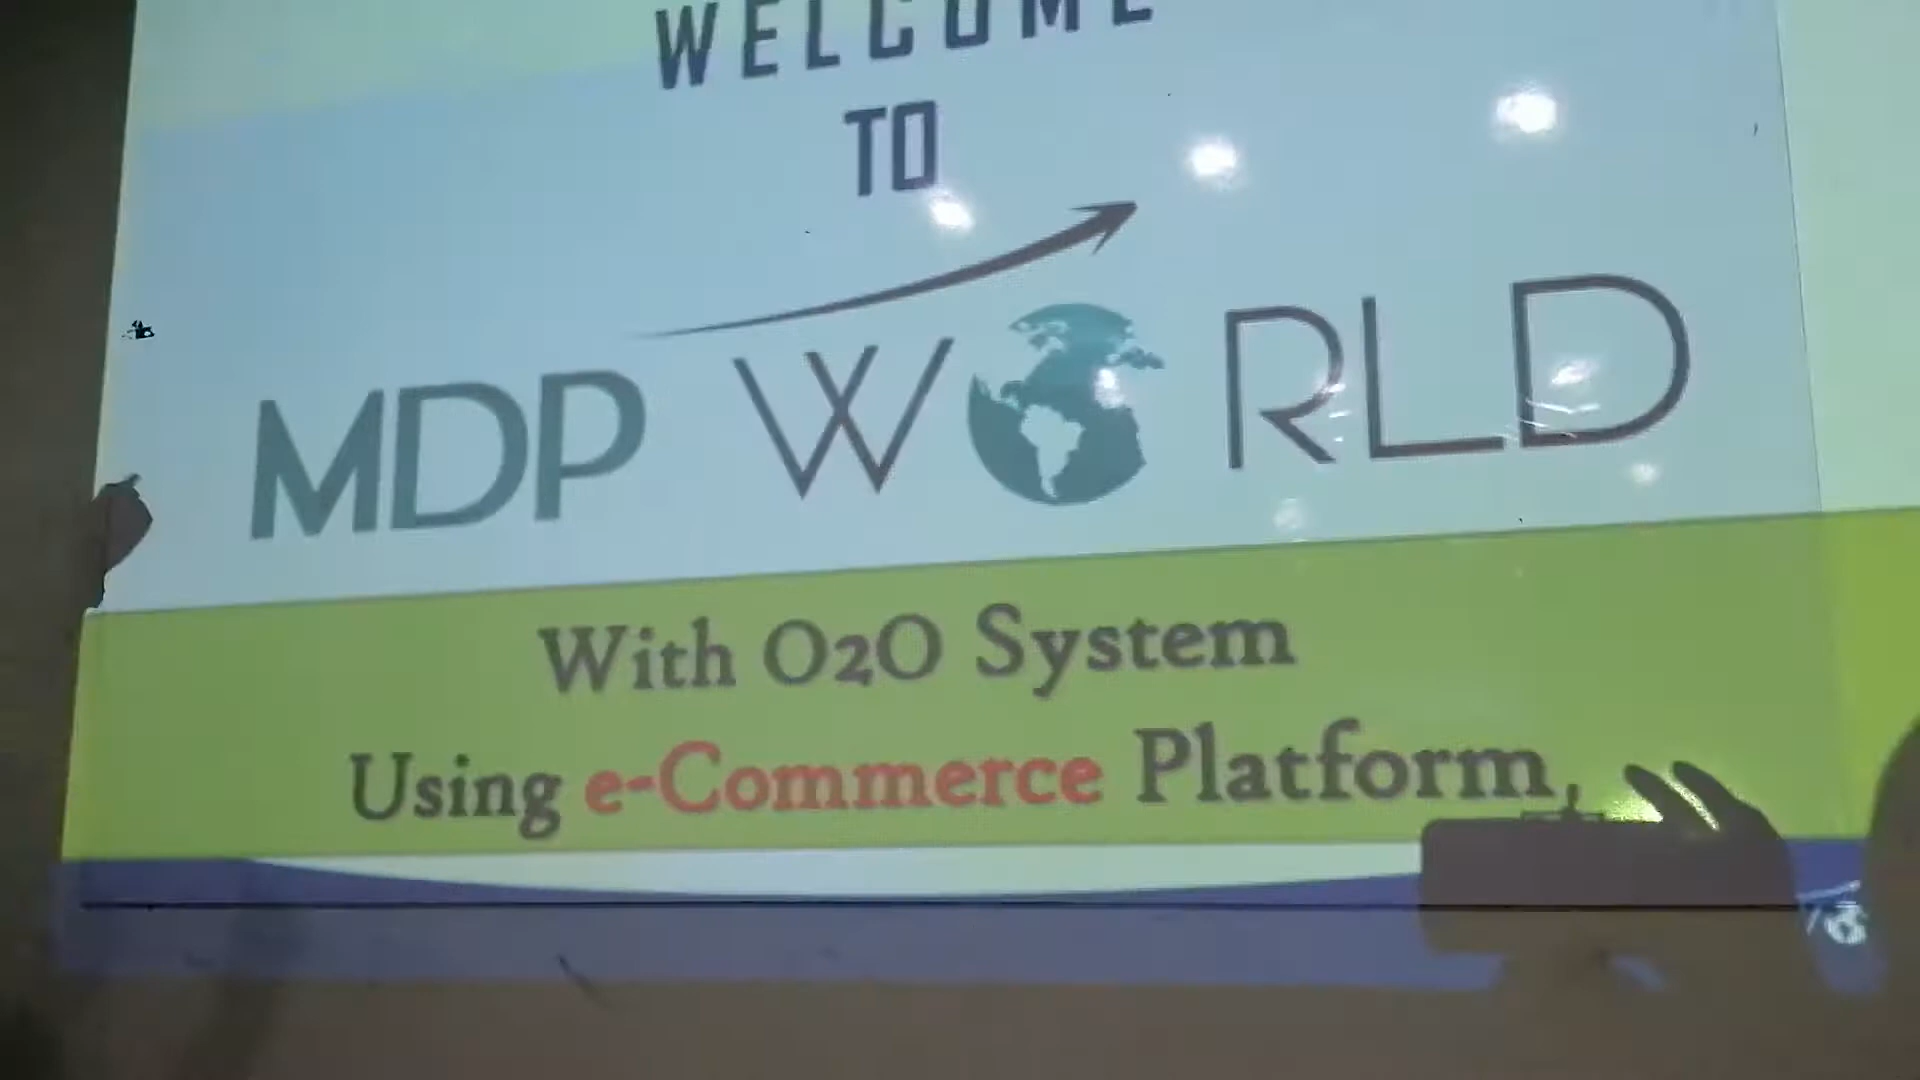 WELCOME
TO
MDP WORLD
With O2O System
Using e-Commerce Platform